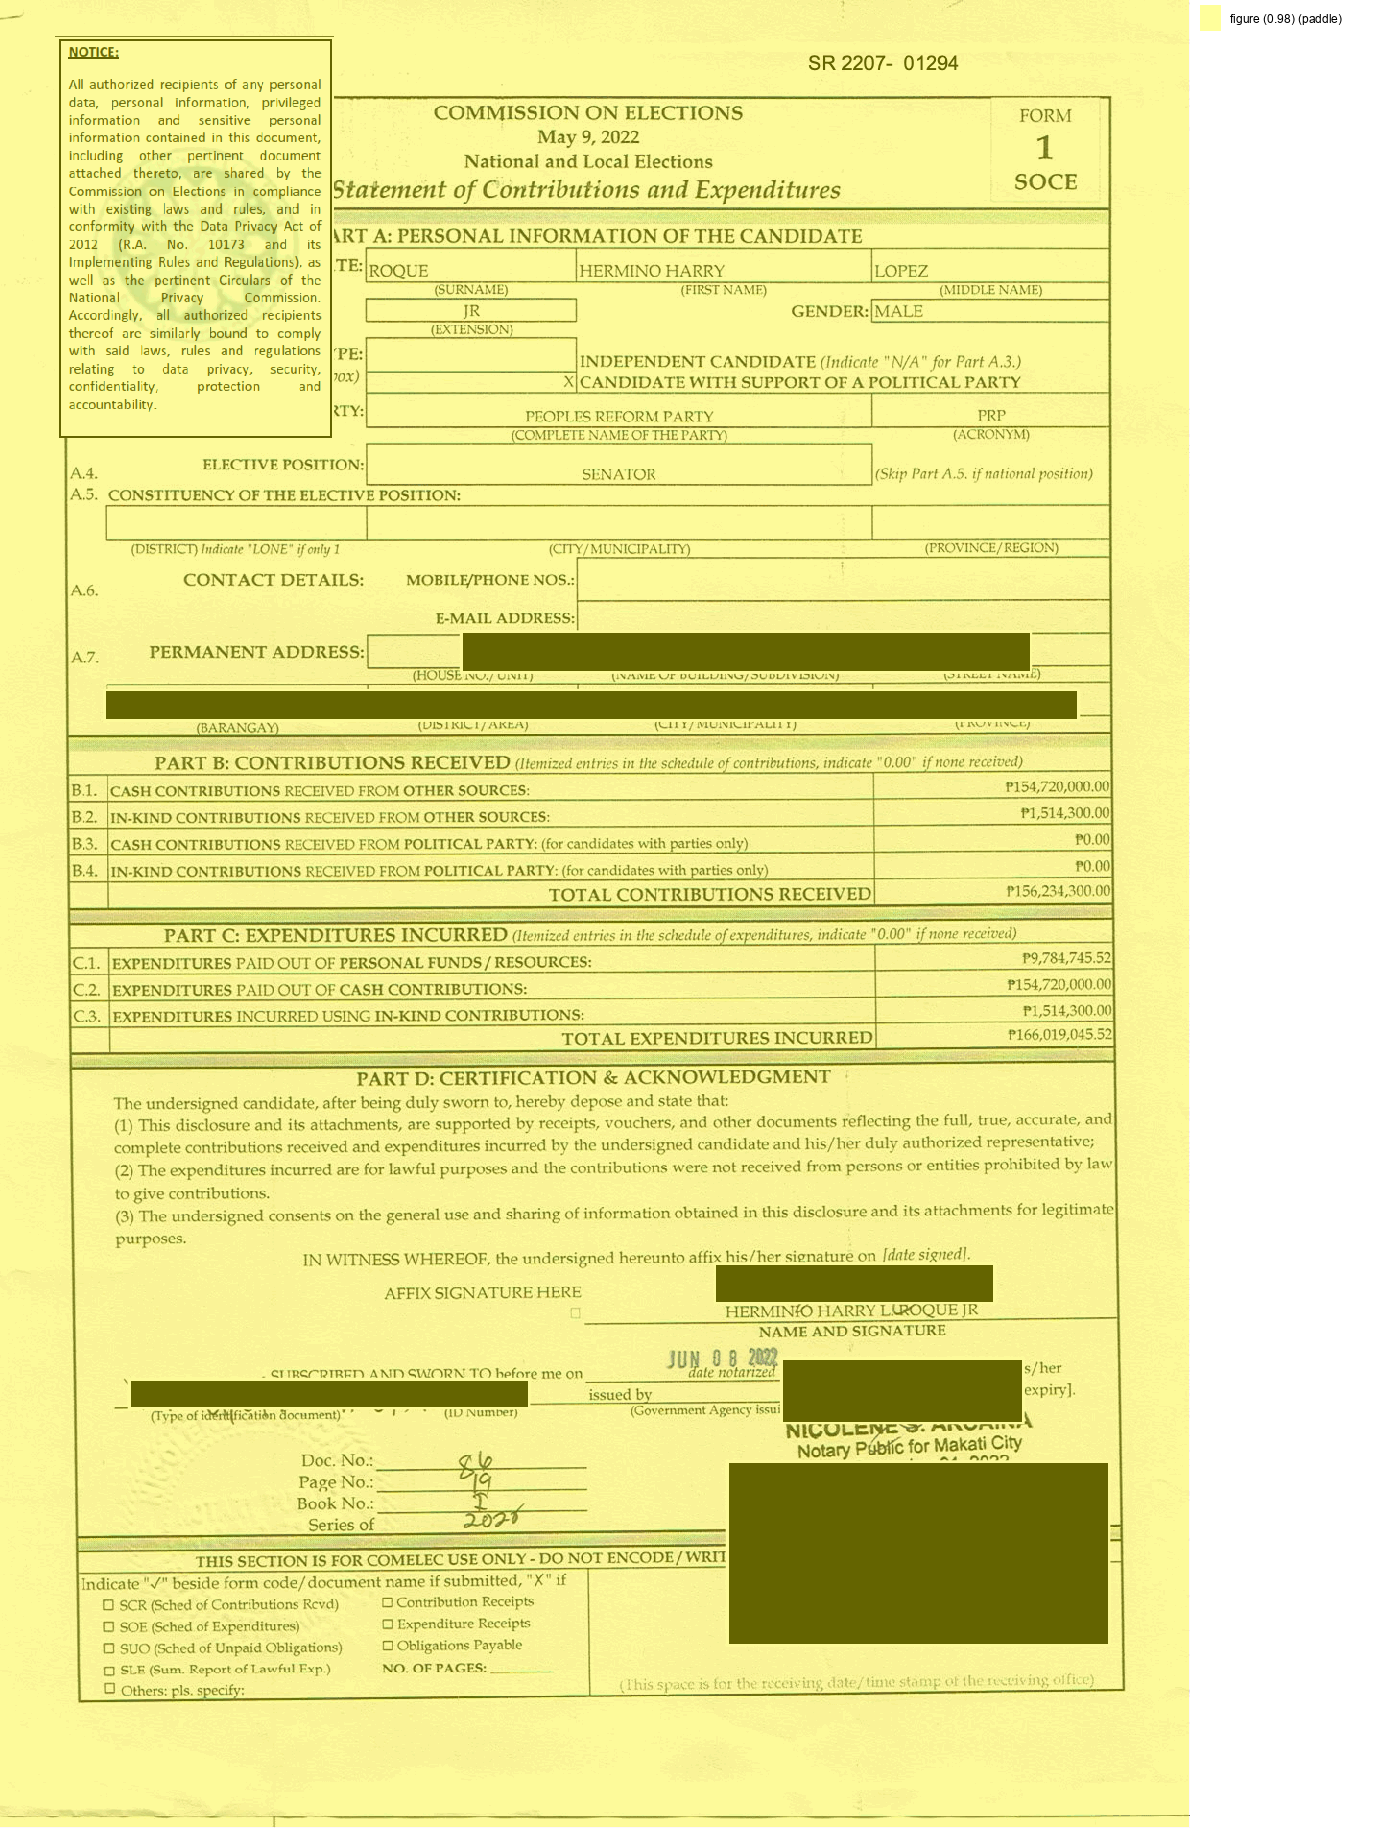 figure (0.98) (paddle)
SR 2207- 01294
NOTICE:
All authorized recipients of any personal
data, personal information, privileged
information and sensitive personal
information contained in this document,
including other pertinent document
attached thereto, are shared by the
Commission on Elections in compliance
with existing laws and rules, and in
conformity with the Data Privacy Act of
2012 (R.A. No. 10173 and its
Implementing Rules and Regulations), as
well as the pertinent Circulars of the
National Privacy Commission.
Accordingly, all authorized recipients
thereof are similarly bound to comply
with said laws, rules and regulations
relating to data privacy, security,
confidentiality, protection and
accountability.
COMMISSION ON ELECTIONS
May 9, 2022
National and Local Elections
Statement of Contributions and Expenditures
FORM
1
SOCE
ART A: PERSONAL INFORMATION OF THE CANDIDATE
TE: ROQUE HERMINO HARRY LOPEZ
(SURNAME) (FIRST NAME) (MIDDLE NAME)
JR GENDER: MALE
(EXTENSION)
PE: INDEPENDENT CANDIDATE (Indicate "N/A" for Part A.3.)
box) X CANDIDATE WITH SUPPORT OF A POLITICAL PARTY
RTY: PEOPLES REFORM PARTY PRP
(COMPLETE NAME OF THE PARTY) (ACRONYM)
A.4. ELECTIVE POSITION: SENATOR (Skip Part A.5. if national position)
A.5. CONSTITUENCY OF THE ELECTIVE POSITION:
(DISTRICT) Indicate "LONE" if only 1 (CITY/MUNICIPALITY) (PROVINCE/REGION)
A.6. CONTACT DETAILS: MOBILE/PHONE NOS.:
E-MAIL ADDRESS:
A.7. PERMANENT ADDRESS:
(HOUSE NO./ UNIT) (NAME OF BUILDING/SUBDIVISION) (STREET NAME)
(BARANGAY) (DISTRICT/AREA) (CITY/MUNICIPALITY) (PROVINCE)
PART B: CONTRIBUTIONS RECEIVED (Itemized entries in the schedule of contributions, indicate "0.00" if none received)
B.1. CASH CONTRIBUTIONS RECEIVED FROM OTHER SOURCES: ₱154,720,000.00
B.2. IN-KIND CONTRIBUTIONS RECEIVED FROM OTHER SOURCES: ₱1,514,300.00
B.3. CASH CONTRIBUTIONS RECEIVED FROM POLITICAL PARTY: (for candidates with parties only) ₱0.00
B.4. IN-KIND CONTRIBUTIONS RECEIVED FROM POLITICAL PARTY: (for candidates with parties only) ₱0.00
TOTAL CONTRIBUTIONS RECEIVED ₱156,234,300.00
PART C: EXPENDITURES INCURRED (Itemized entries in the schedule of expenditures, indicate "0.00" if none received)
C.1. EXPENDITURES PAID OUT OF PERSONAL FUNDS/RESOURCES: ₱9,784,745.52
C.2. EXPENDITURES PAID OUT OF CASH CONTRIBUTIONS: ₱154,720,000.00
C.3. EXPENDITURES INCURRED USING IN-KIND CONTRIBUTIONS: ₱1,514,300.00
TOTAL EXPENDITURES INCURRED ₱166,019,045.52
PART D: CERTIFICATION & ACKNOWLEDGMENT
The undersigned candidate, after being duly sworn to, hereby depose and state that:
(1) This disclosure and its attachments, are supported by receipts, vouchers, and other documents reflecting the full, true, accurate, and
complete contributions received and expenditures incurred by the undersigned candidate and his/her duly authorized representative;
(2) The expenditures incurred are for lawful purposes and the contributions were not received from persons or entities prohibited by law
to give contributions.
(3) The undersigned consents on the general use and sharing of information obtained in this disclosure and its attachments for legitimate
purposes.
IN WITNESS WHEREOF, the undersigned hereunto affix his/her signature on [date signed].
AFFIX SIGNATURE HERE
HERMINIO HARRY L ROQUE JR
NAME AND SIGNATURE
JUN 08 2022
SUBSCRIBED AND SWORN TO before me on date notarized s/her
issued by expiry].
(Type of identification document) (ID Number) (Government Agency issui
NICOLENE S. ARCAINA
Notary Public for Makati City
Doc. No.: 86
Page No.: 19
Book No.: I
Series of 2022
THIS SECTION IS FOR COMELEC USE ONLY - DO NOT ENCODE/WRIT
Indicate "✓" beside form code/document name if submitted, "X" if
☐ SCR (Sched of Contributions Rcvd) ☐ Contribution Receipts
☐ SOE (Sched of Expenditures) ☐ Expenditure Receipts
☐ SUO (Sched of Unpaid Obligations) ☐ Obligations Payable
☐ SLE (Sum. Report of Lawful Exp.) NO. OF PAGES:
☐ Others: pls. specify:
(This space is for the receiving date/time stamp of the receiving office)